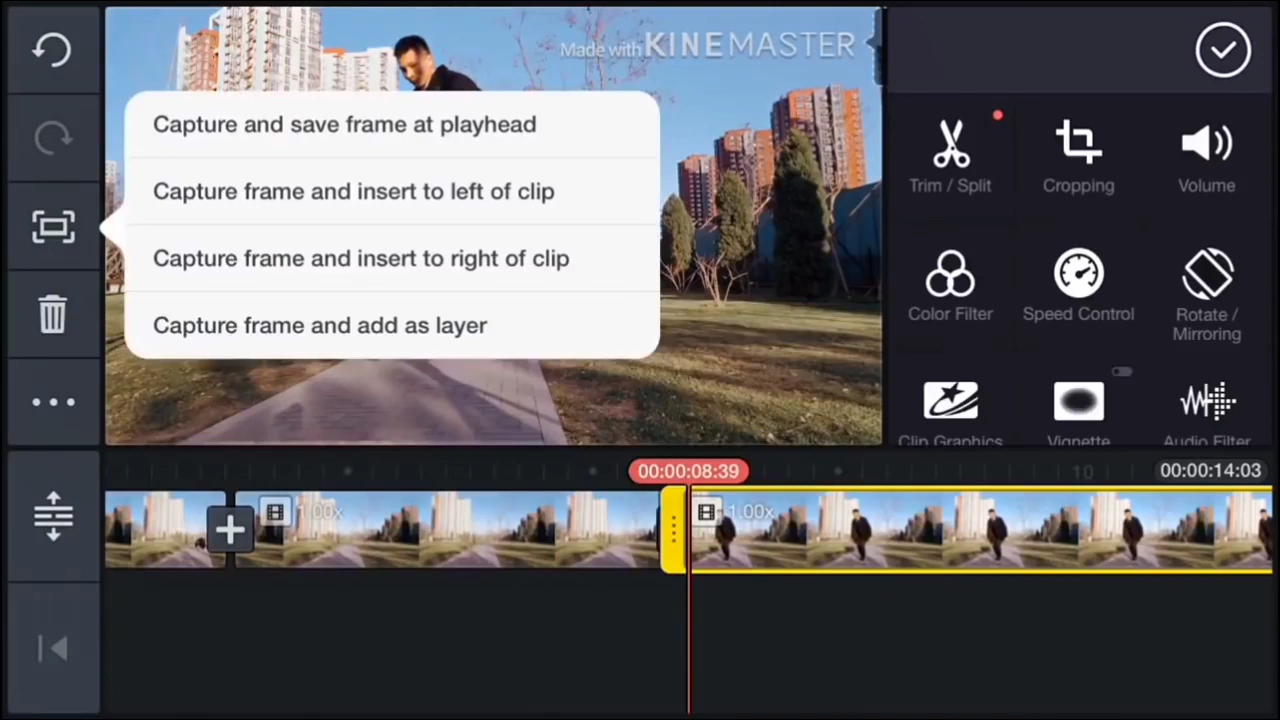 Made with KINEMASTER
Capture and save frame at playhead
Capture frame and insert to left of clip
Capture frame and insert to right of clip
Capture frame and add as layer
Trim / Split
Cropping
Volume
Color Filter
Speed Control
Rotate /
Mirroring
Clip Graphics
Vignette
Audio Filter
00:00:08:39
10
00:00:14:03
1.00x
1.00x